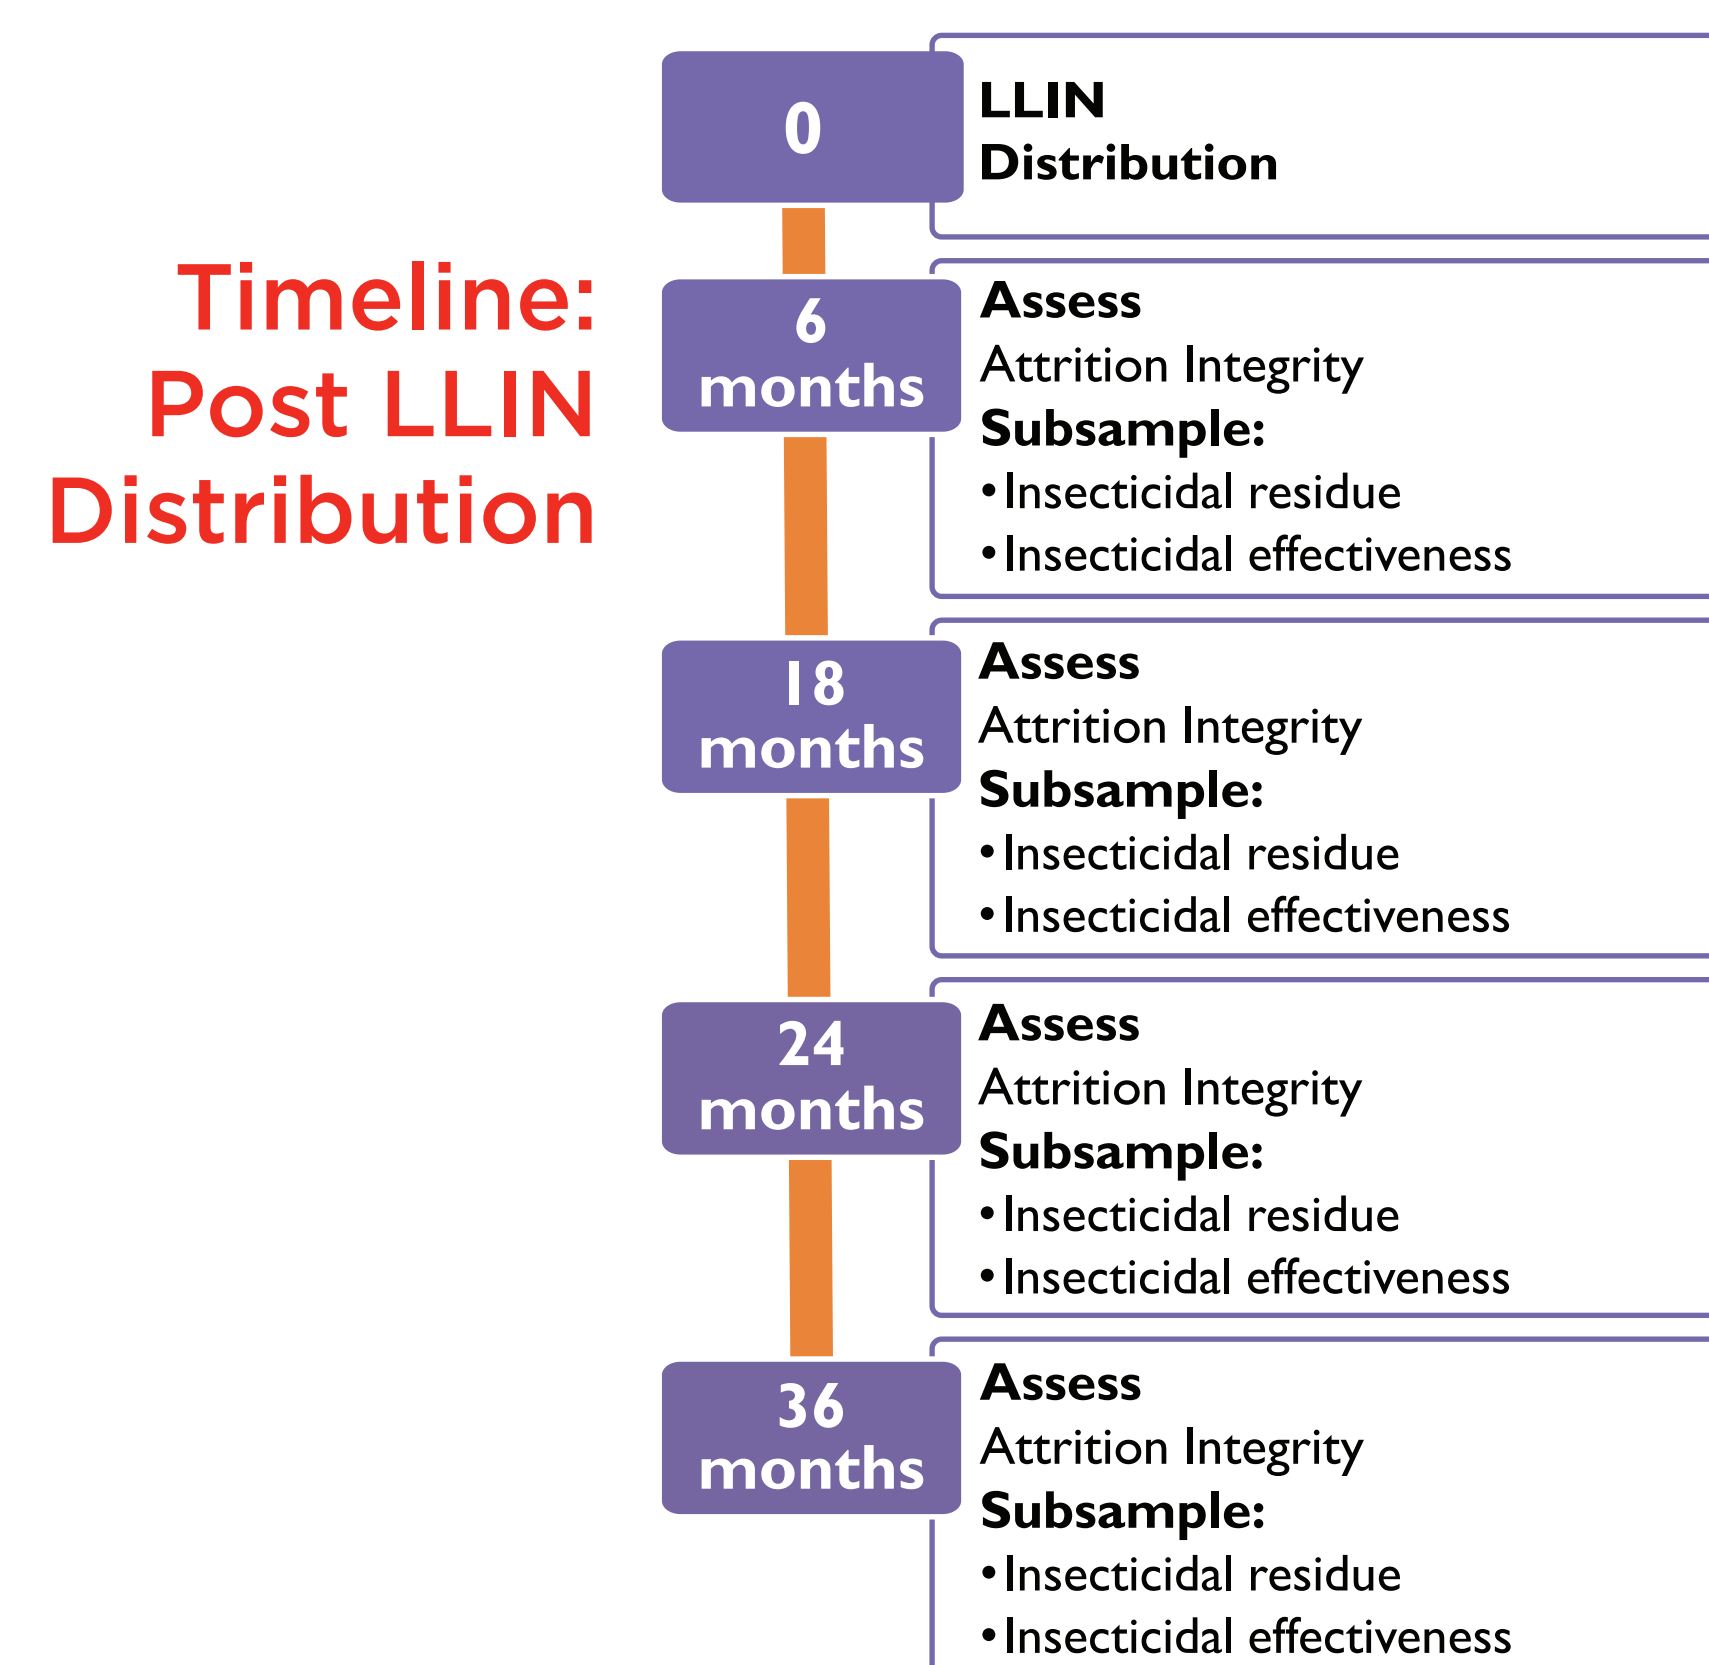 Timeline:
Post LLIN
Distribution
0
LLIN
Distribution
6
months
Assess
Attrition Integrity
Subsample:
•Insecticidal residue
•Insecticidal effectiveness
18
months
Assess
Attrition Integrity
Subsample:
•Insecticidal residue
•Insecticidal effectiveness
24
months
Assess
Attrition Integrity
Subsample:
•Insecticidal residue
•Insecticidal effectiveness
36
months
Assess
Attrition Integrity
Subsample:
•Insecticidal residue
•Insecticidal effectiveness